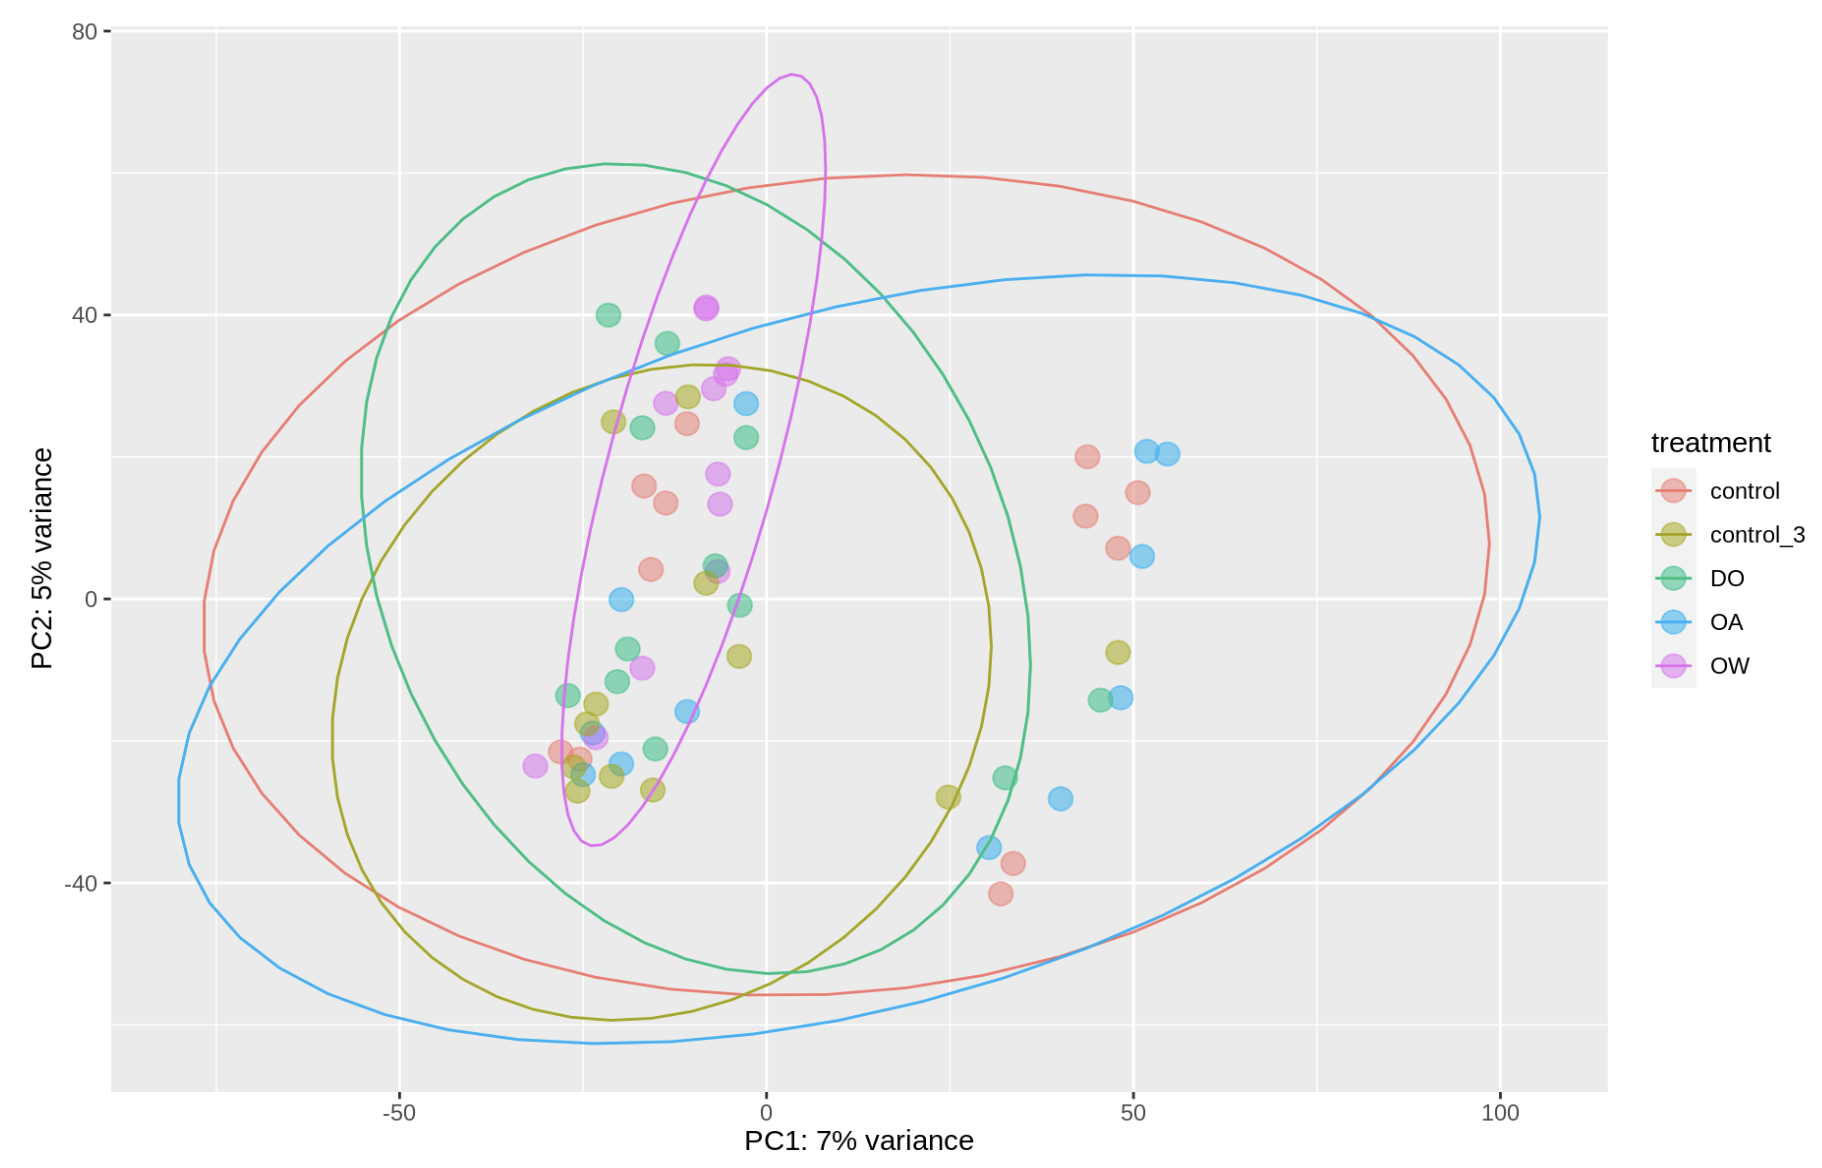 80
40
0
-40
PC2: 5% variance
-50
0
50
100
PC1: 7% variance
treatment
control
control_3
DO
OA
OW